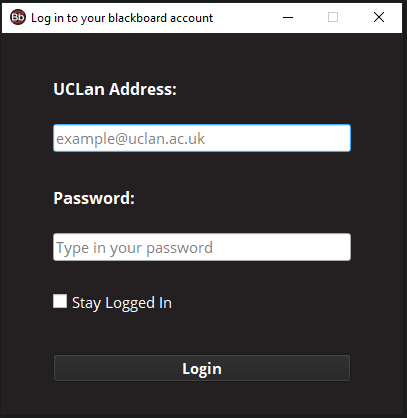 Bb Log in to your blackboard account
UCLan Address:
example@uclan.ac.uk
Password:
Type in your password
Stay Logged In
Login